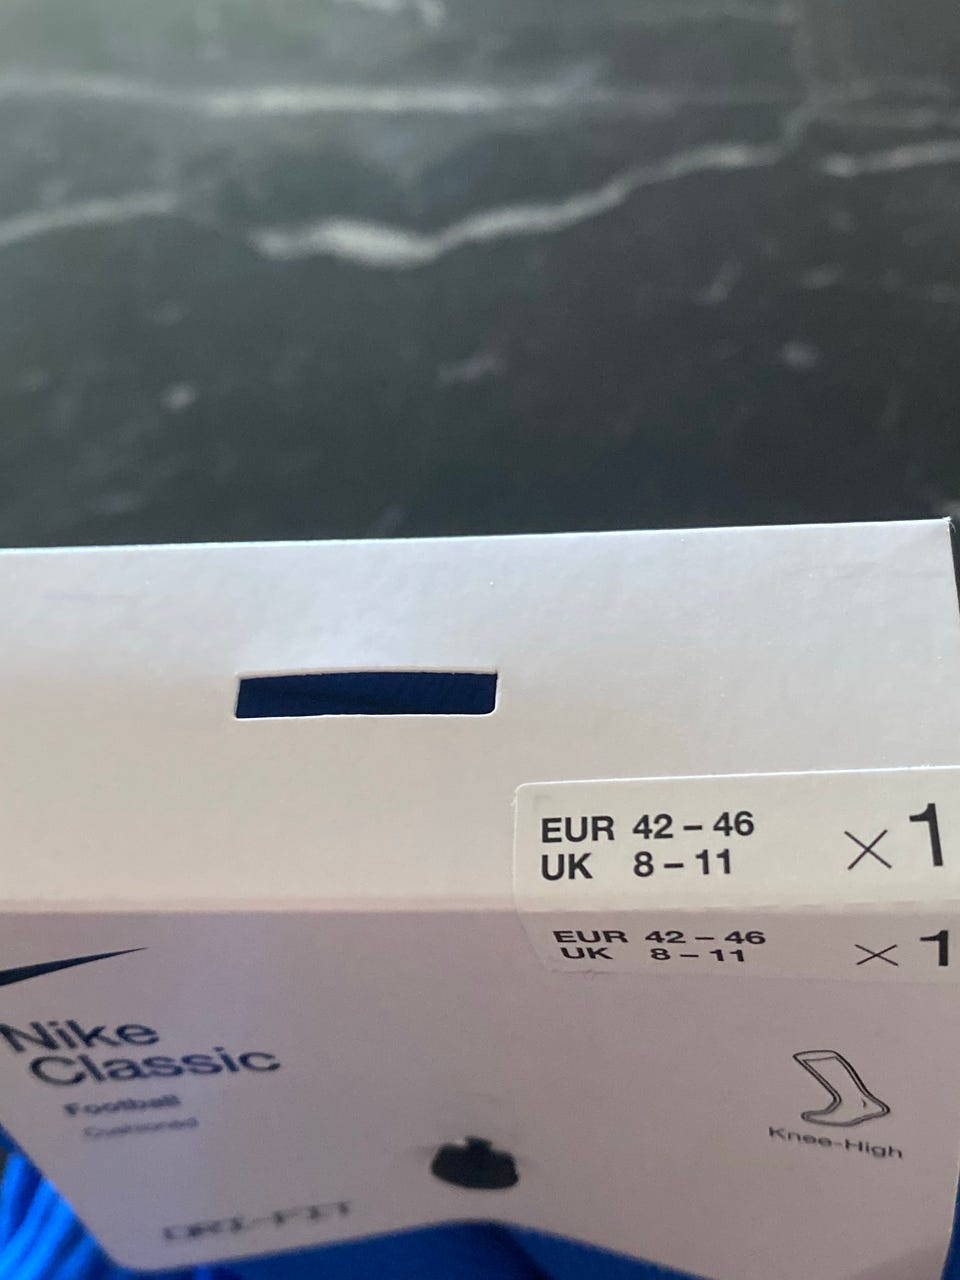 EUR 42 – 46 × 1
UK 8 – 11
EUR 42 – 46 × 1
UK 8 – 11
Nike
Classic
Football
Cushioned
Knee-High
DRI-FIT